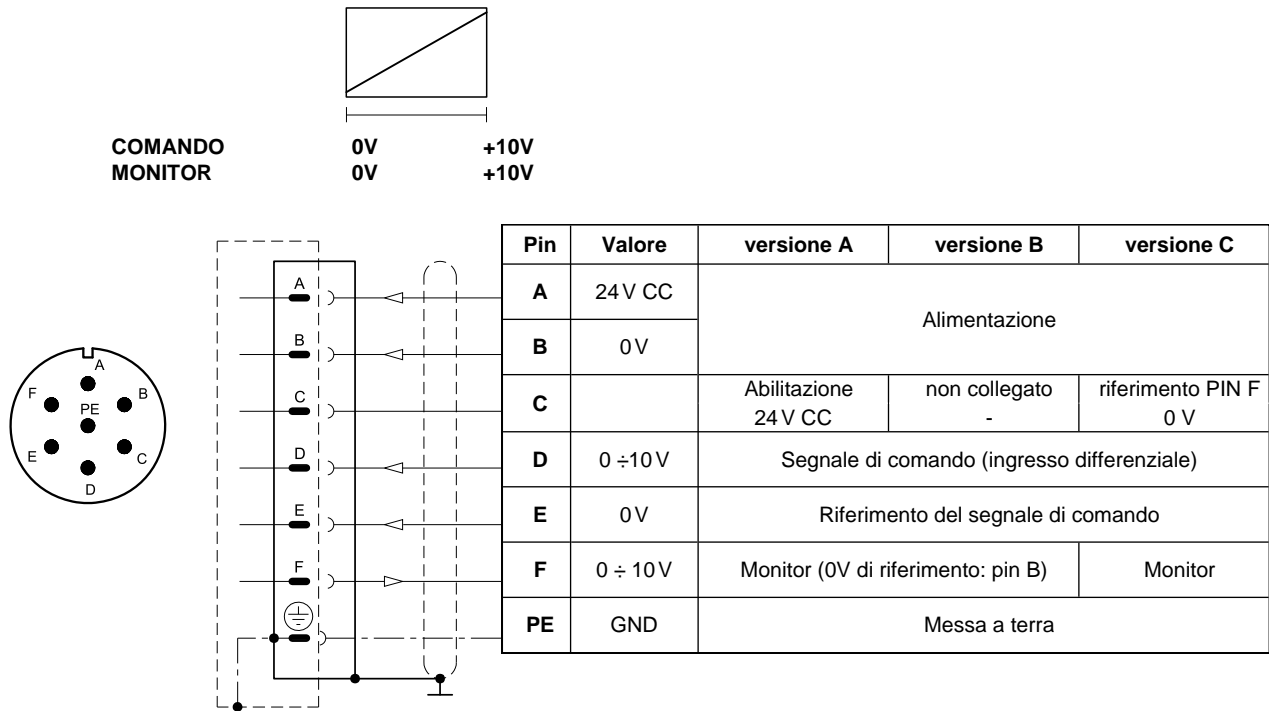 COMANDO 0V +10V
MONITOR 0V +10V
A
B
C
D
E
F
PE
A
B
C
D
E
F
Pin Valore versione A versione B versione C
A 24 V CC Alimentazione
B 0 V
C Abilitazione 24 V CC non collegato - riferimento PIN F 0 V
D 0 ÷10 V Segnale di comando (ingresso differenziale)
E 0 V Riferimento del segnale di comando
F 0 ÷ 10 V Monitor (0V di riferimento: pin B) Monitor
PE GND Messa a terra